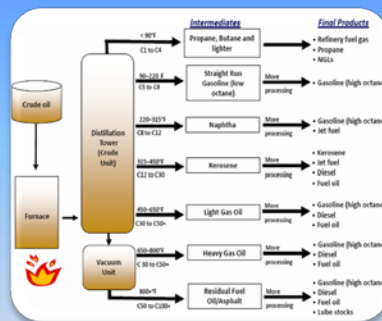 Intermediates
Final Products
< 90°F
C1 to C4
Propane, Butane and
lighter
• Refinery fuel gas
• Propane
• NGLs
90–220 F
C5 to C8
Straight Run
Gasoline (low
octane)
More
processing
• Gasoline (high octane)
Crude oil
220–315°F
C8 to C12
Naphtha
More
processing
• Gasoline (high octane)
• Jet fuel
Distillation
Tower
(Crude
Unit)
315–450°F
C12 to C30
Kerosene
More
processing
• Kerosene
• Jet fuel
• Diesel
• Fuel oil
Furnace
450–650°F
C30 to C50+
Light Gas Oil
More
processing
• Gasoline (high octane)
• Diesel
• Fuel oil
Vacuum
Unit
650–800°F
C 30 to C50+
Heavy Gas Oil
More
processing
• Gasoline (high octane)
• Diesel
• Fuel oil
800+°F
C50 to C100+
Residual Fuel
Oil/Asphalt
More
processing
• Gasoline (high octane)
• Diesel
• Fuel oil
• Lube stocks